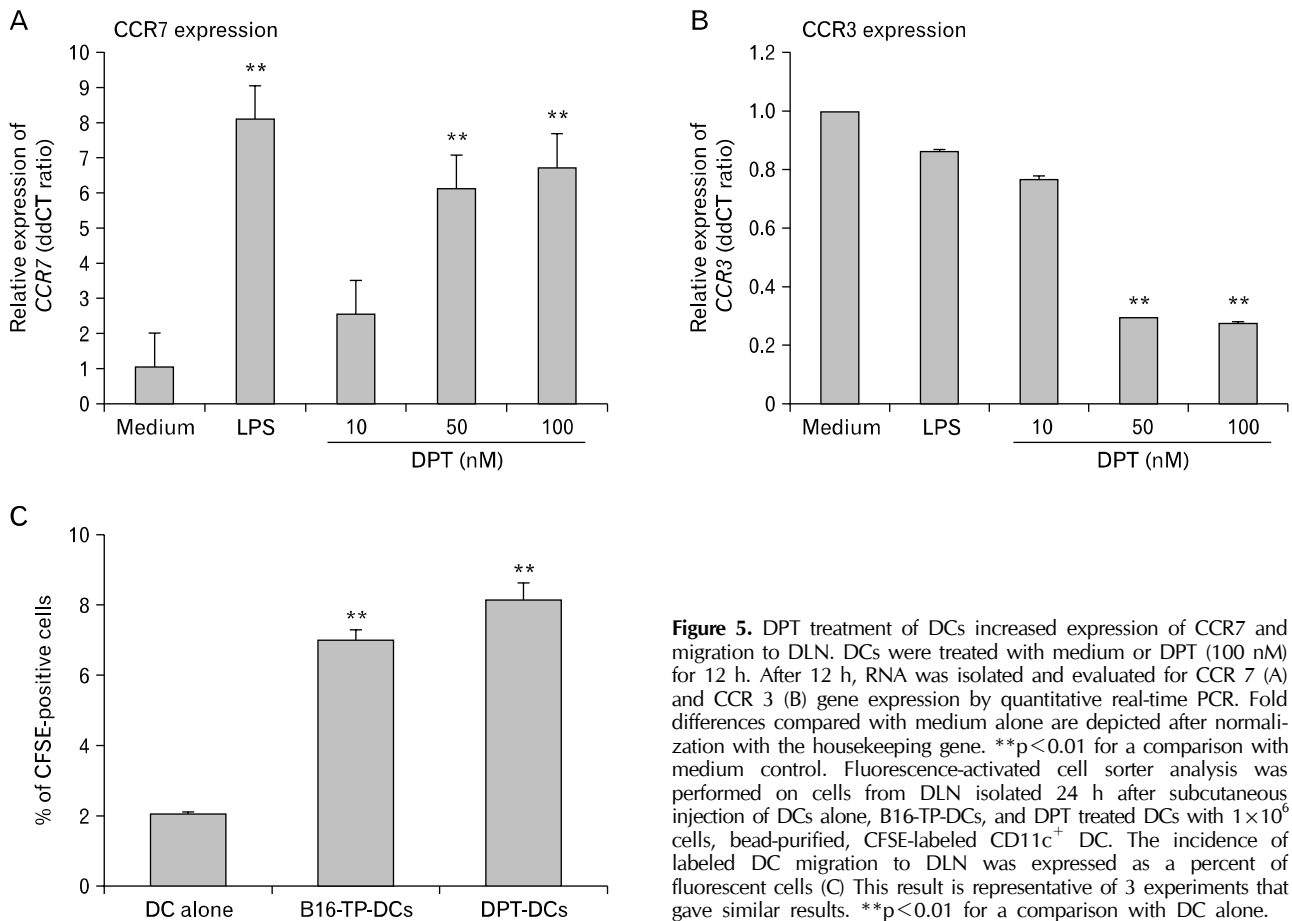 A
CCR7 expression
Relative expression of
CCR7 (ddCT ratio)
10
9
8
7
6
5
4
3
2
1
0
**
**
**
Medium LPS 10 50 100
DPT (nM)
B
CCR3 expression
Relative expression of
CCR3 (ddCT ratio)
1.2
1.0
0.8
0.6
0.4
0.2
0
**
**
Medium LPS 10 50 100
DPT (nM)
C
% of CFSE-positive cells
10
8
6
4
2
0
**
**
DC alone B16-TP-DCs DPT-DCs
Figure 5. DPT treatment of DCs increased expression of CCR7 and
migration to DLN. DCs were treated with medium or DPT (100 nM)
for 12 h. After 12 h, RNA was isolated and evaluated for CCR 7 (A)
and CCR 3 (B) gene expression by quantitative real-time PCR. Fold
differences compared with medium alone are depicted after normali-
zation with the housekeeping gene. **p<0.01 for a comparison with
medium control. Fluorescence-activated cell sorter analysis was
performed on cells from DLN isolated 24 h after subcutaneous
injection of DCs alone, B16-TP-DCs, and DPT treated DCs with 1×10⁶
cells, bead-purified, CFSE-labeled CD11c⁺ DC. The incidence of
labeled DC migration to DLN was expressed as a percent of
fluorescent cells (C) This result is representative of 3 experiments that
gave similar results. **p<0.01 for a comparison with DC alone.